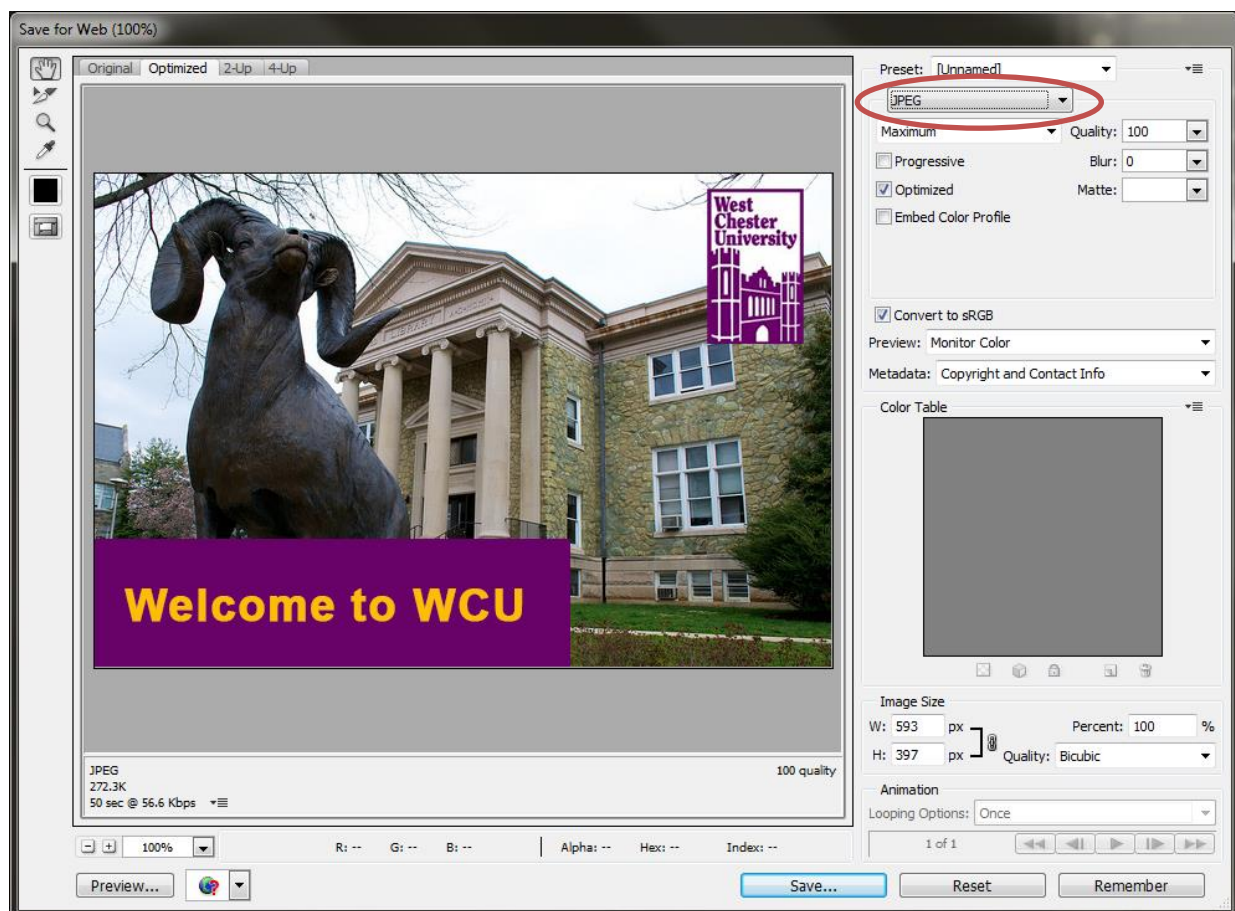 Save for Web (100%)
Original Optimized 2-Up 4-Up
Preset: [Unnamed]
JPEG
Maximum Quality: 100
Progressive Blur: 0
Optimized Matte:
Embed Color Profile
Convert to sRGB
Preview: Monitor Color
Metadata: Copyright and Contact Info
Color Table
West
Chester
University
LIBRARY
Welcome to WCU
Image Size
W: 593 px Percent: 100 %
H: 397 px Quality: Bicubic
JPEG 100 quality
272.3K
50 sec @ 56.6 Kbps
Animation
Looping Options: Once
1 of 1
100% R: -- G: -- B: -- Alpha: -- Hex: -- Index: --
Preview... Save... Reset Remember